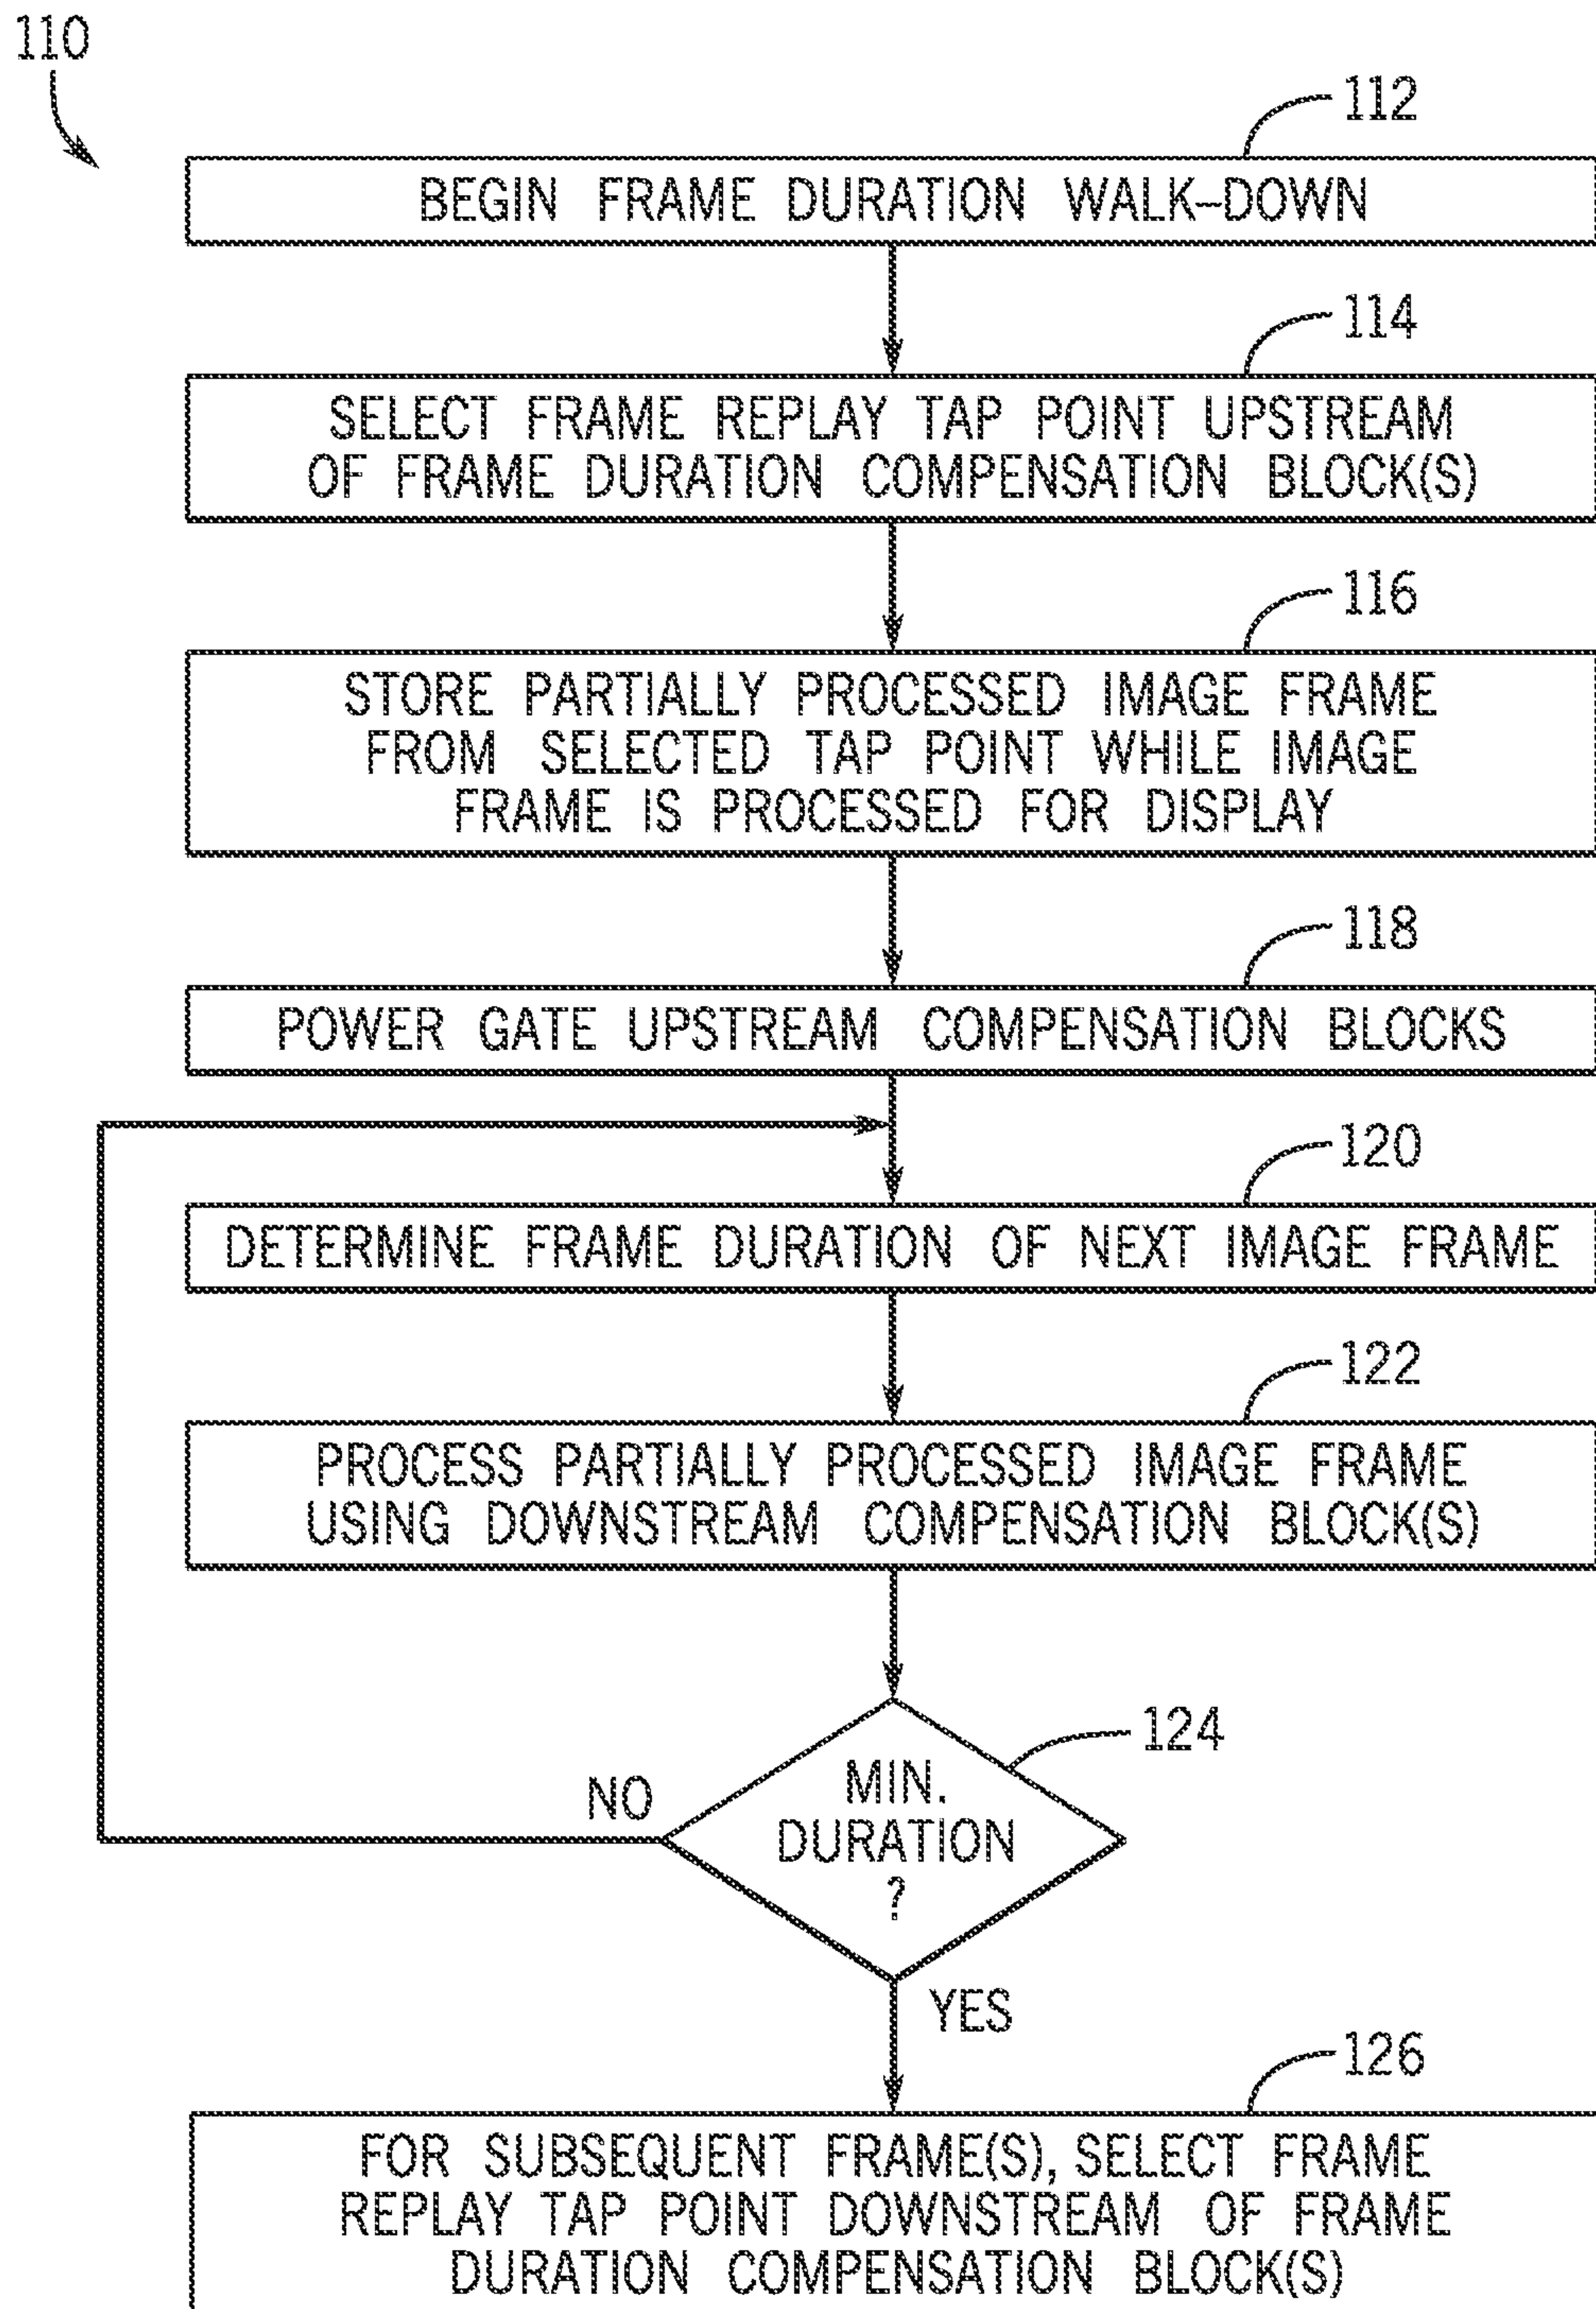 110
112
BEGIN FRAME DURATION WALK-DOWN
114
SELECT FRAME REPLAY TAP POINT UPSTREAM
OF FRAME DURATION COMPENSATION BLOCK(S)
116
STORE PARTIALLY PROCESSED IMAGE FRAME
FROM SELECTED TAP POINT WHILE IMAGE
FRAME IS PROCESSED FOR DISPLAY
118
POWER GATE UPSTREAM COMPENSATION BLOCKS
120
DETERMINE FRAME DURATION OF NEXT IMAGE FRAME
122
PROCESS PARTIALLY PROCESSED IMAGE FRAME
USING DOWNSTREAM COMPENSATION BLOCK(S)
124
MIN.
DURATION
?
NO
YES
126
FOR SUBSEQUENT FRAME(S), SELECT FRAME
REPLAY TAP POINT DOWNSTREAM OF FRAME
DURATION COMPENSATION BLOCK(S)